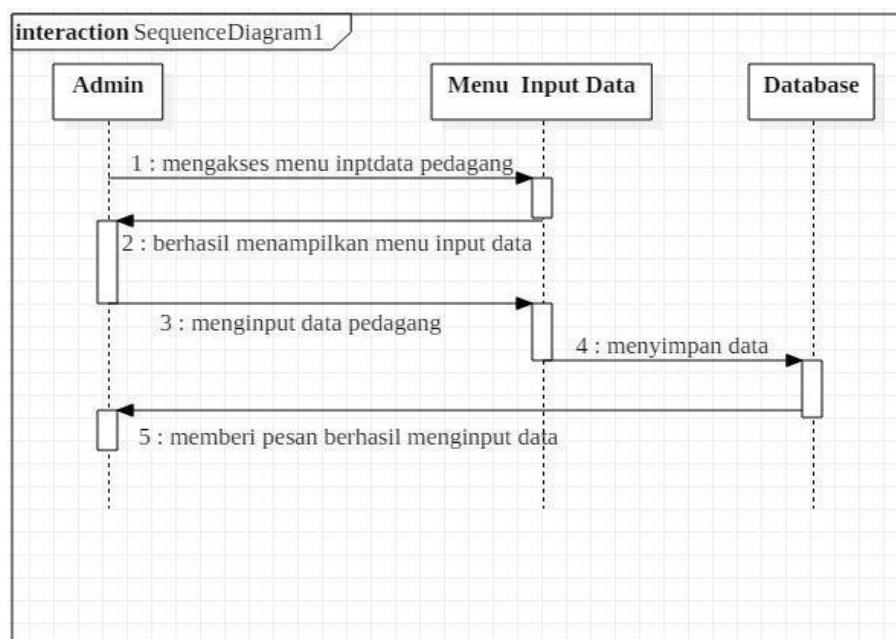 interaction SequenceDiagram1
Admin
Menu Input Data
Database
1 : mengakses menu inptdata pedagang
2 : berhasil menampilkan menu input data
3 : menginput data pedagang
4 : menyimpan data
5 : memberi pesan berhasil menginput data